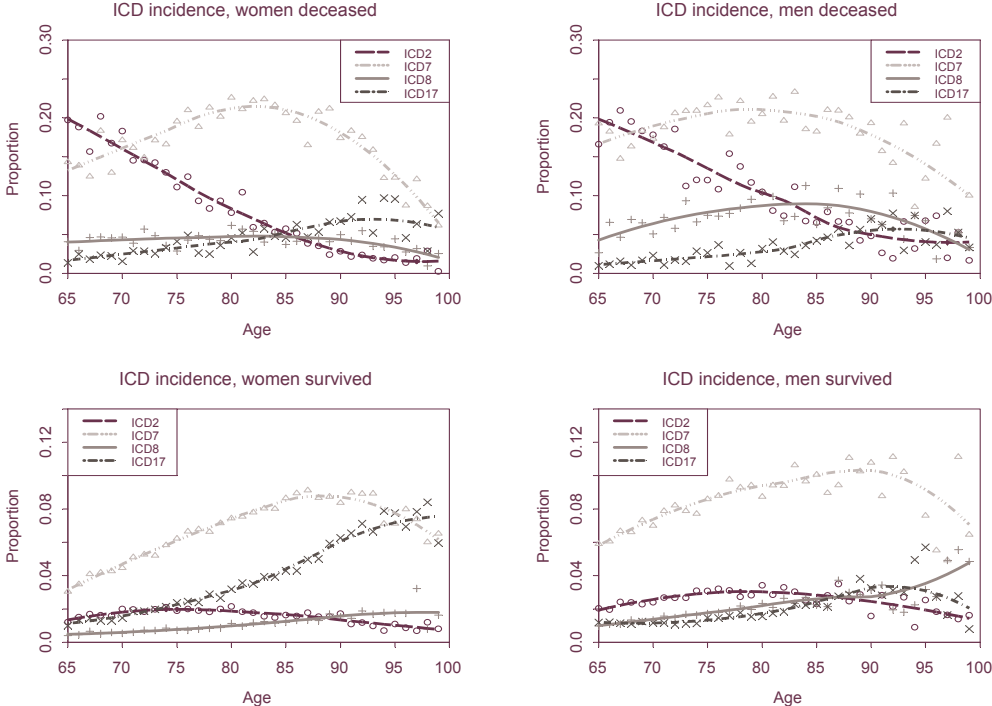 ICD incidence, women deceased
Proportion
0.30
0.20
0.10
0.0
ICD2
ICD7
ICD8
ICD17
65 70 75 80 85 90 95 100
Age
ICD incidence, men deceased
Proportion
0.30
0.20
0.10
0.0
ICD2
ICD7
ICD8
ICD17
65 70 75 80 85 90 95 100
Age
ICD incidence, women survived
Proportion
0.12
0.08
0.04
0.0
ICD2
ICD7
ICD8
ICD17
65 70 75 80 85 90 95 100
Age
ICD incidence, men survived
Proportion
0.12
0.08
0.04
0.0
ICD2
ICD7
ICD8
ICD17
65 70 75 80 85 90 95 100
Age